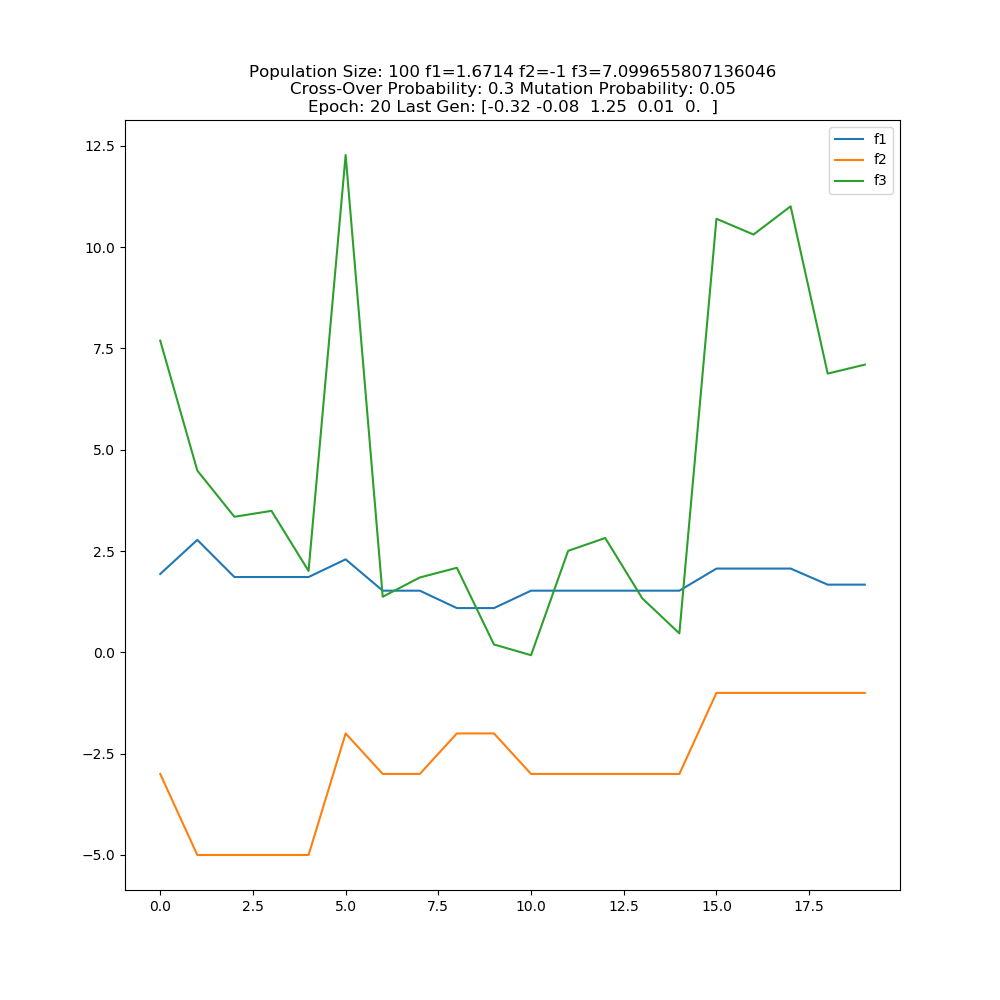 Population Size: 100 f1=1.6714 f2=-1 f3=7.099655807136046
Cross-Over Probability: 0.3 Mutation Probability: 0.05
Epoch: 20 Last Gen: [-0.32 -0.08  1.25  0.01  0.  ]
f1
f2
f3
12.5
10.0
7.5
5.0
2.5
0.0
−2.5
−5.0
0.0 2.5 5.0 7.5 10.0 12.5 15.0 17.5